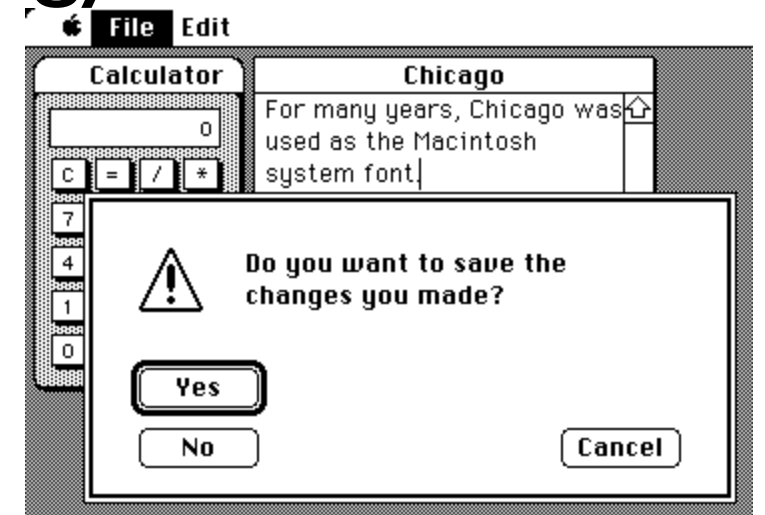 File Edit
Calculator
0
C = / *
7
4
1
0
Chicago
For many years, Chicago was
used as the Macintosh
system font.
Do you want to save the
changes you made?
Yes
No
Cancel